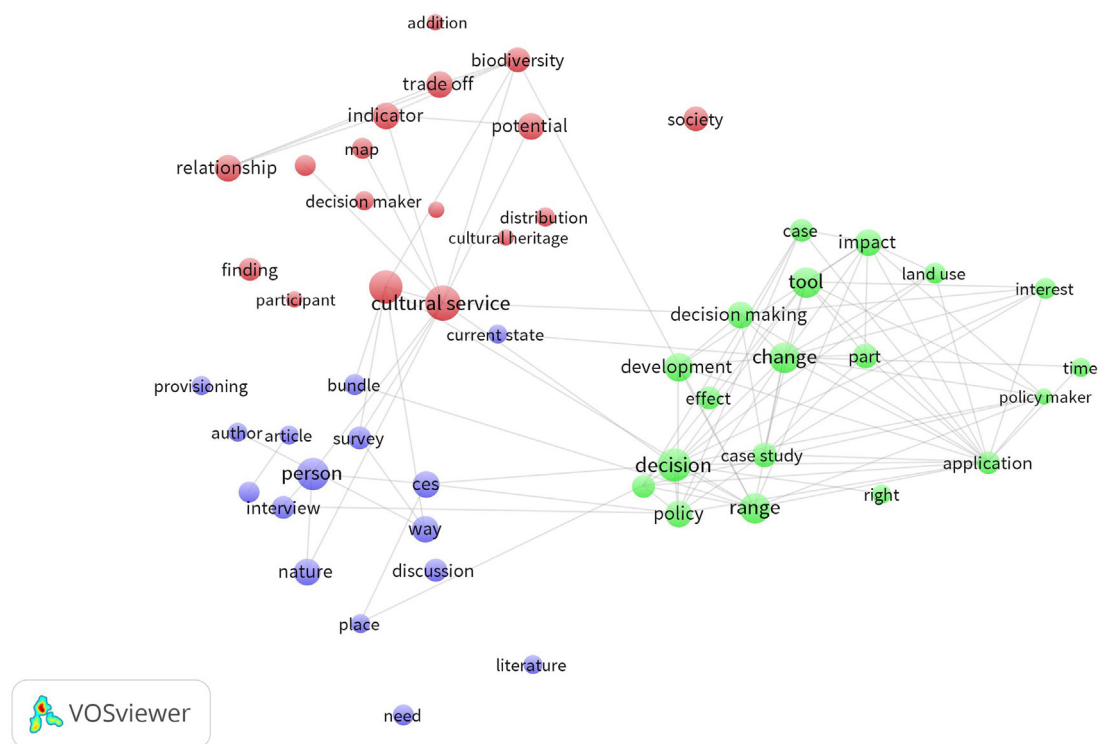 addition
biodiversity
trade off
indicator
potential
society
map
relationship
decision maker
distribution
cultural heritage
case
impact
finding
land use
tool
interest
participant
cultural service
decision making
current state
change
part
development
time
provisioning
bundle
effect
policy maker
author
article
survey
case study
decision
application
person
ces
right
interview
range
policy
way
nature
discussion
place
literature
need
VOSviewer